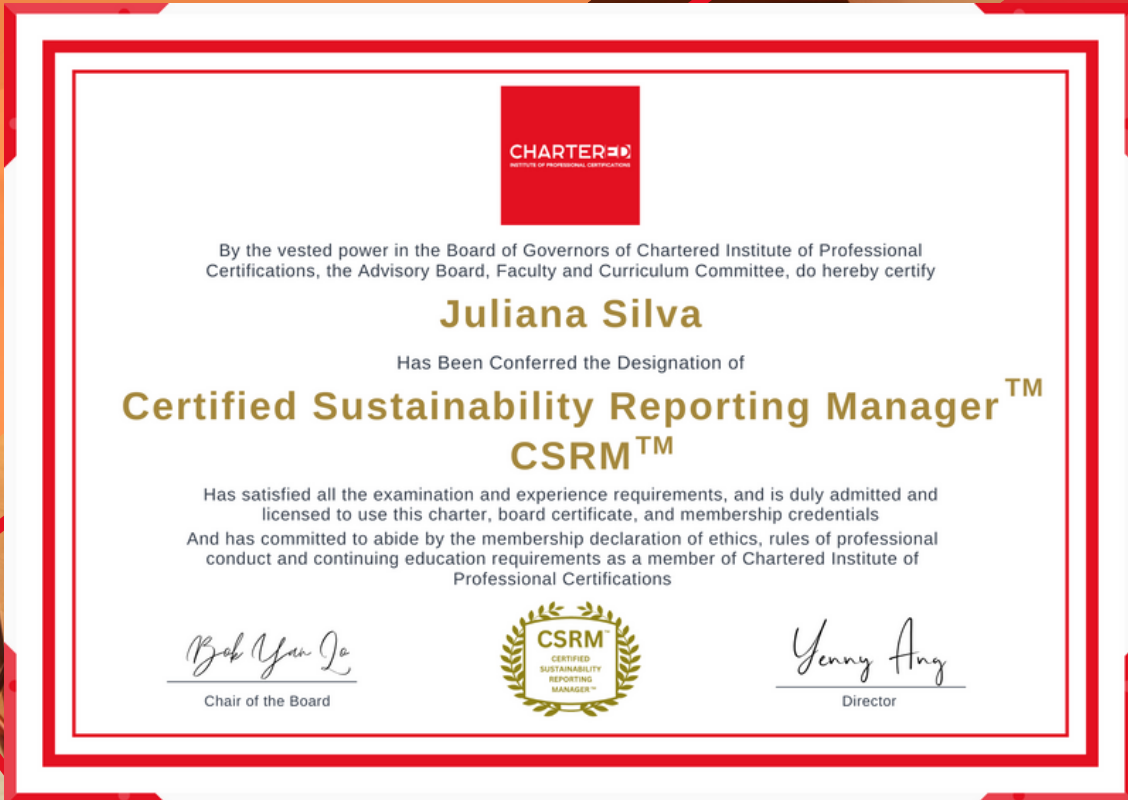 CHARTERED
INSTITUTE OF PROFESSIONAL CERTIFICATIONS
By the vested power in the Board of Governors of Chartered Institute of Professional
Certifications, the Advisory Board, Faculty and Curriculum Committee, do hereby certify
Juliana Silva
Has Been Conferred the Designation of
Certified Sustainability Reporting Manager™
CSRM™
Has satisfied all the examination and experience requirements, and is duly admitted and
licensed to use this charter, board certificate, and membership credentials
And has committed to abide by the membership declaration of ethics, rules of professional
conduct and continuing education requirements as a member of Chartered Institute of
Professional Certifications
Bok Yan Lo
Chair of the Board
CSRM™
CERTIFIED
SUSTAINABILITY
REPORTING
MANAGER™
Yenny Ang
Director